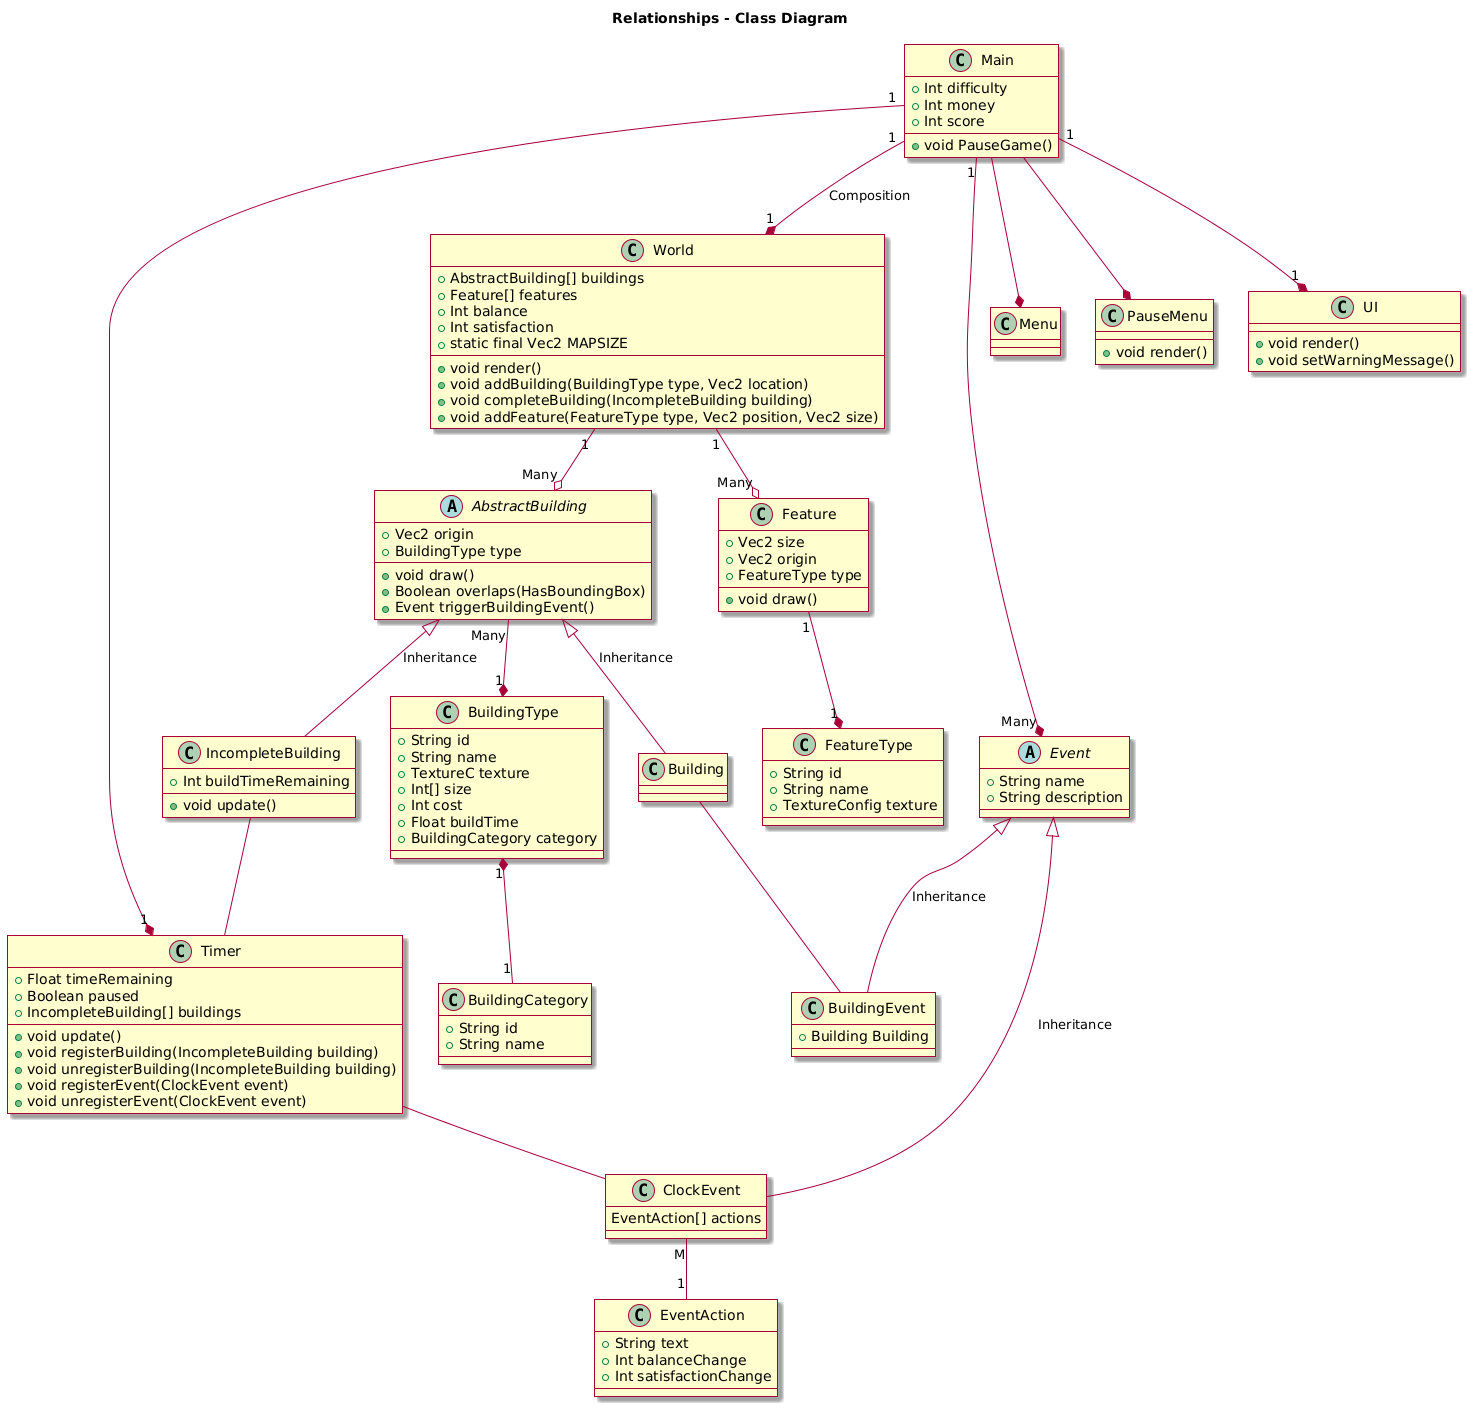 Relationships - Class Diagram
C Main
Int difficulty
Int money
Int score
void PauseGame()
1
1
1
1
Composition
1
C World
AbstractBuilding[] buildings
Feature[] features
Int balance
Int satisfaction
static final Vec2 MAPSIZE
void render()
void addBuilding(BuildingType type, Vec2 location)
void completeBuilding(IncompleteBuilding building)
void addFeature(FeatureType type, Vec2 position, Vec2 size)
C Menu
C PauseMenu
void render()
1
C UI
void render()
void setWarningMessage()
1
Many
1
Many
A AbstractBuilding
Vec2 origin
BuildingType type
void draw()
Boolean overlaps(HasBoundingBox)
Event triggerBuildingEvent()
C Feature
Vec2 size
Vec2 origin
FeatureType type
void draw()
Inheritance
Many
1
Inheritance
1
1
Many
C IncompleteBuilding
Int buildTimeRemaining
void update()
C BuildingType
String id
String name
TextureC texture
Int[] size
Int cost
Float buildTime
BuildingCategory category
C Building
C FeatureType
String id
String name
TextureConfig texture
A Event
String name
String description
1
1
1
Inheritance
Inheritance
C Timer
Float timeRemaining
Boolean paused
IncompleteBuilding[] buildings
void update()
void registerBuilding(IncompleteBuilding building)
void unregisterBuilding(IncompleteBuilding building)
void registerEvent(ClockEvent event)
void unregisterEvent(ClockEvent event)
C BuildingCategory
String id
String name
C BuildingEvent
Building Building
C ClockEvent
EventAction[] actions
M
1
C EventAction
String text
Int balanceChange
Int satisfactionChange